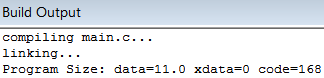 Build Output
compiling main.c...
linking...
Program Size: data=11.0 xdata=0 code=168